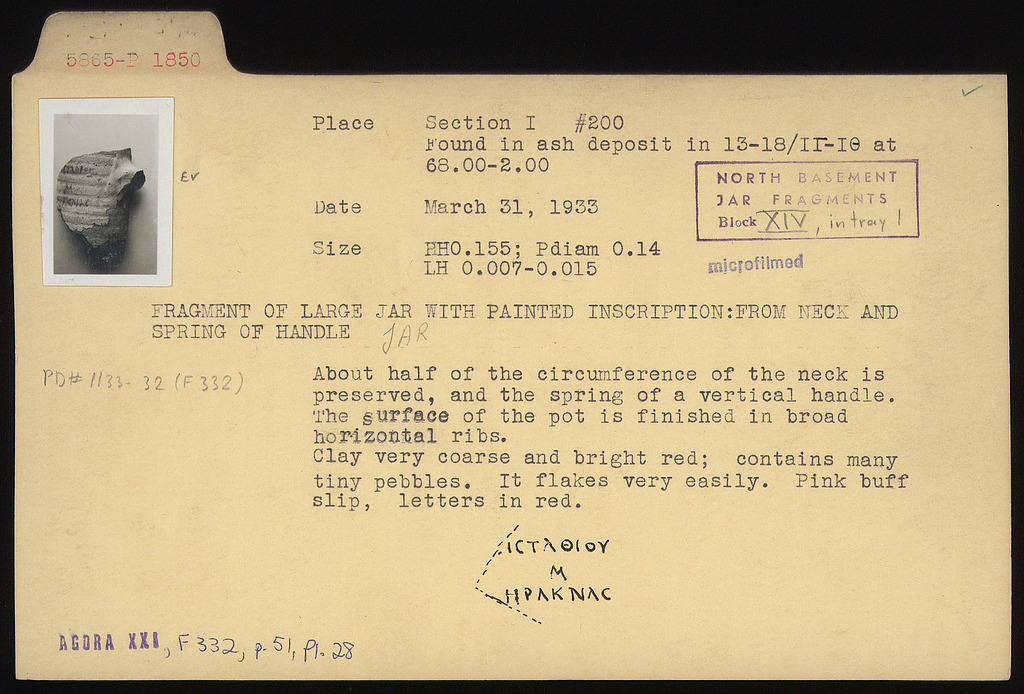 5865-P 1850
Place Section I #200
Found in ash deposit in 13-18/II-I0 at
68.00-2.00
EV
NORTH BASEMENT
JAR FRAGMENTS
Block XIV, in tray 1
Date March 31, 1933
Size PH0.155; Pdiam 0.14
LH 0.007-0.015
microfilmed
FRAGMENT OF LARGE JAR WITH PAINTED INSCRIPTION:FROM NECK AND
SPRING OF HANDLE JAR
PD# 1133-32 (F 332)
About half of the circumference of the neck is
preserved, and the spring of a vertical handle.
The surface of the pot is finished in broad
horizontal ribs.
Clay very coarse and bright red; contains many
tiny pebbles. It flakes very easily. Pink buff
slip, letters in red.
ΙϹΤΑΘΙΟΥ
Μ
ΗΡΑΚΝΑϹ
AGORA XXI, F 332, p. 51, Pl. 28